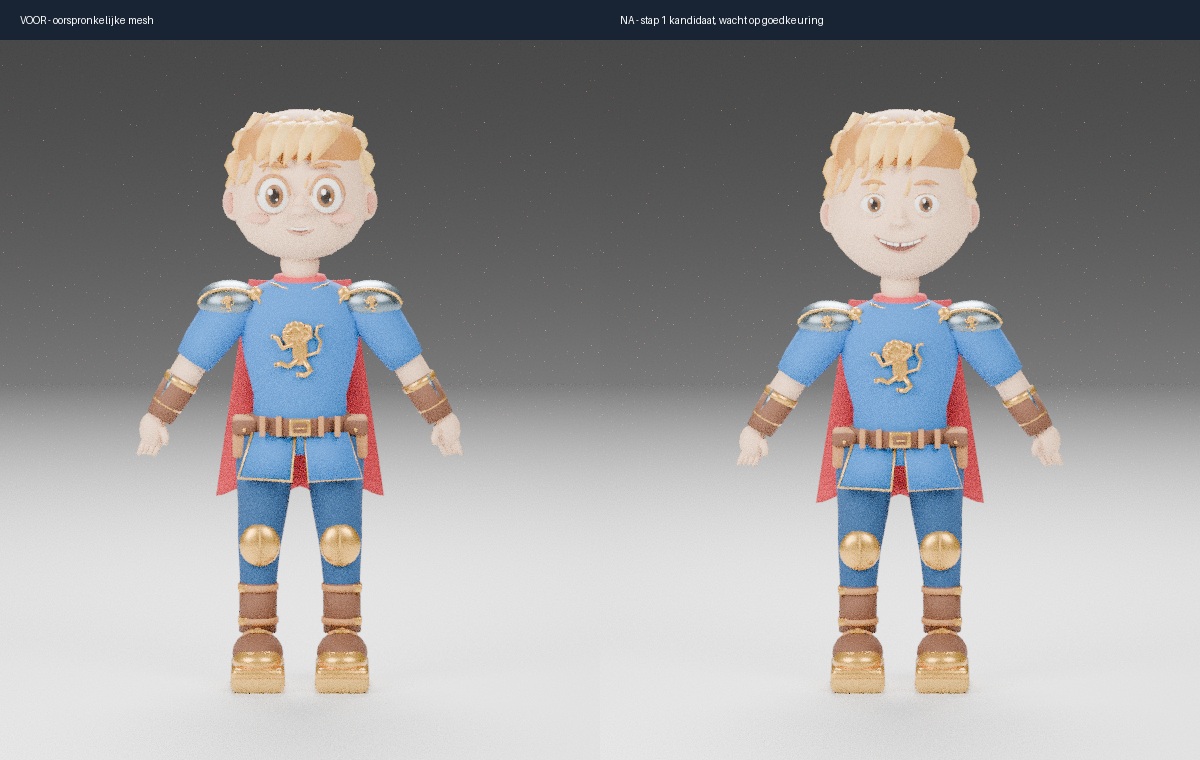 VOOR - oorspronkelijke mesh
NA - stap 1 kandidaat, wacht op goedkeuring